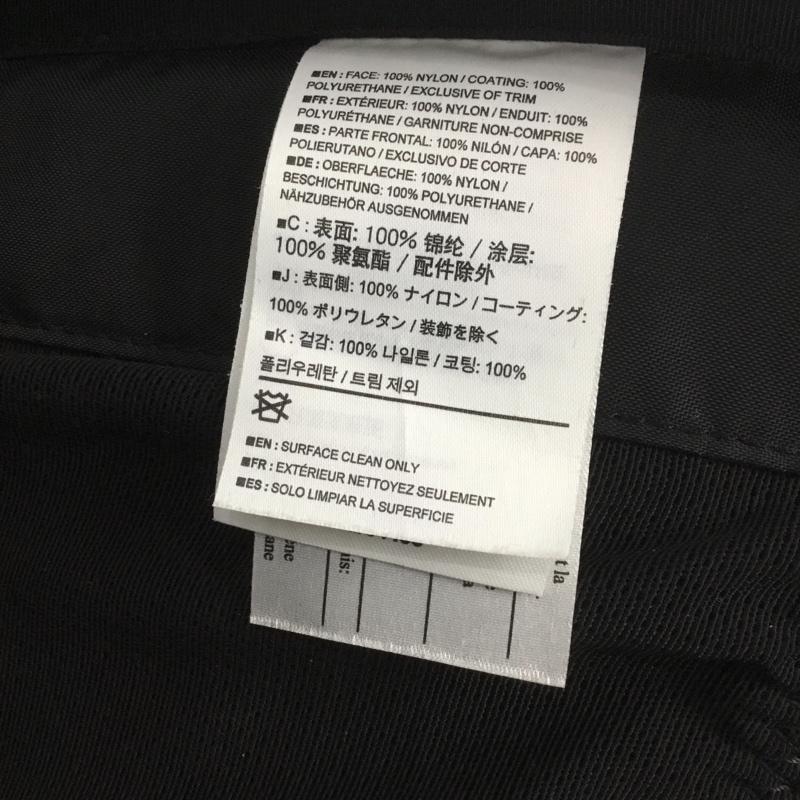 ■EN : FACE: 100% NYLON / COATING: 100%
POLYURETHANE / EXCLUSIVE OF TRIM
■FR : EXTÉRIEUR: 100% NYLON / ENDUIT: 100%
POLYURÉTHANE / GARNITURE NON-COMPRISE
■ES : PARTE FRONTAL: 100% NILÓN / CAPA: 100%
POLIERUTANO / EXCLUSIVO DE CORTE
■DE : OBERFLAECHE: 100% NYLON /
BESCHICHTUNG: 100% POLYURETHANE /
NÄHZUBEHÖR AUSGENOMMEN
■C : 表面: 100% 锦纶 / 涂层:
100% 聚氨酯 / 配件除外
■J : 表面側: 100% ナイロン / コーティング:
100% ポリウレタン / 装飾を除く
■K : 겉감: 100% 나일론 / 코팅: 100%
폴리우레탄 / 트림 제외
■EN : SURFACE CLEAN ONLY
■FR : EXTÉRIEUR NETTOYEZ SEULEMENT
■ES : SOLO LIMPIAR LA SUPERFICIE